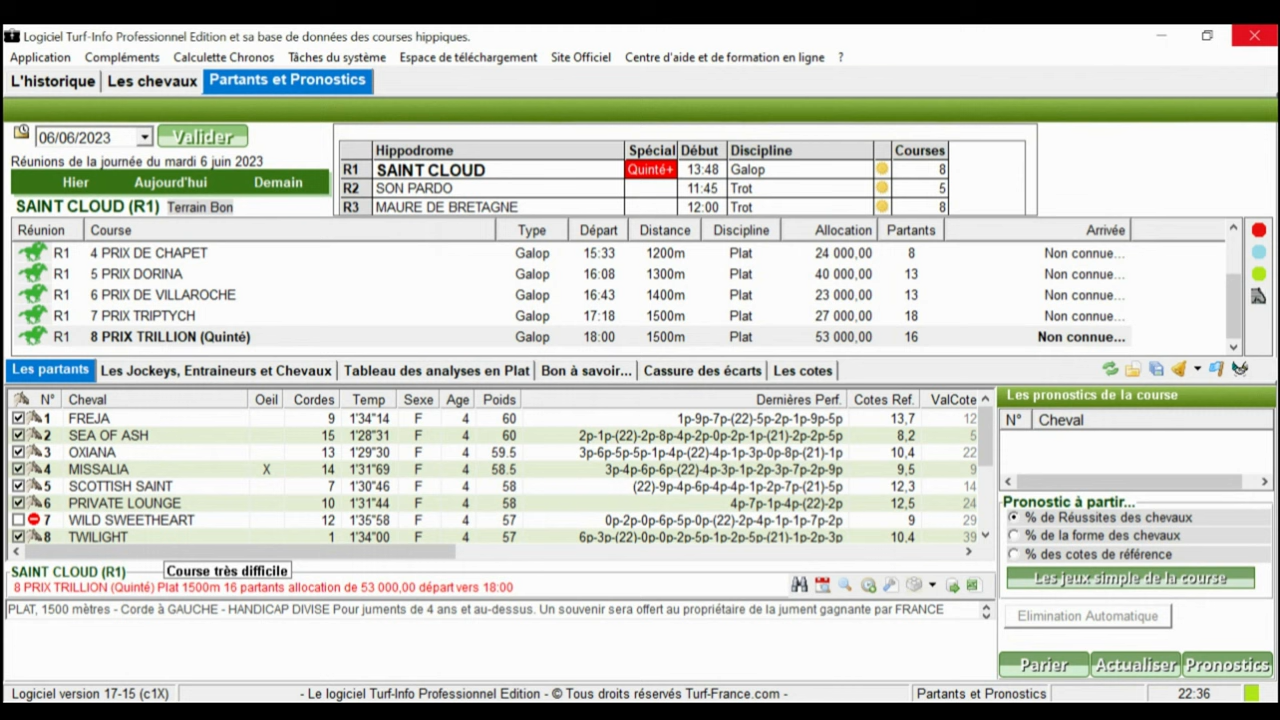 Logiciel Turf-Info Professionnel Edition et sa base de données des courses hippiques.
Application Compléments Calculette Chronos Tâches du système Espace de téléchargement Site Officiel Centre d'aide et de formation en ligne ?
L'historique Les chevaux Partants et Pronostics
06/06/2023 Valider
Réunions de la journée du mardi 6 juin 2023
Hier Aujourd'hui Demain
SAINT CLOUD (R1) Terrain Bon
Hippodrome Spécial Début Discipline Courses
R1 SAINT CLOUD Quinté+ 13:48 Galop 8
R2 SON PARDO 11:45 Trot 5
R3 MAURE DE BRETAGNE 12:00 Trot 8
Réunion Course Type Départ Distance Discipline Allocation Partants Arrivée
R1 4 PRIX DE CHAPET Galop 15:33 1200m Plat 24 000,00 8 Non connue...
R1 5 PRIX DORINA Galop 16:08 1300m Plat 40 000,00 13 Non connue...
R1 6 PRIX DE VILLAROCHE Galop 16:43 1400m Plat 23 000,00 13 Non connue...
R1 7 PRIX TRIPTYCH Galop 17:18 1500m Plat 27 000,00 18 Non connue...
R1 8 PRIX TRILLION (Quinté) Galop 18:00 1500m Plat 53 000,00 16 Non connue...
Les partants Les Jockeys, Entraineurs et Chevaux Tableau des analyses en Plat Bon à savoir... Cassure des écarts Les cotes
N° Cheval Oeil Cordes Temp Sexe Age Poids Dernières Perf. Cotes Ref. ValCote
1 FREJA 9 1'34"14 F 4 60 1p-9p-7p-(22)-5p-2p-1p-9p-5p 13,7 12
2 SEA OF ASH 15 1'28"31 F 4 60 2p-1p-(22)-2p-8p-4p-2p-0p-2p-1p-(21)-2p-2p-5p 8,2 5
3 OXIANA 13 1'29"30 F 4 59.5 3p-6p-5p-5p-1p-(22)-4p-4p-1p-3p-0p-8p-(21)-1p 10,4 22
4 MISSALIA X 14 1'31"69 F 4 58.5 3p-4p-6p-6p-(22)-4p-3p-1p-2p-3p-7p-2p-9p 9,5 9
5 SCOTTISH SAINT 7 1'30"46 F 4 58 (22)-9p-4p-6p-4p-4p-1p-2p-5p-(21)-5p 12,3 14
6 PRIVATE LOUNGE 10 1'31"44 F 4 58 4p-7p-1p-4p-(22)-2p 12,5 24
7 WILD SWEETHEART 12 1'35"58 F 4 57 0p-2p-0p-6p-5p-0p-(22)-2p-4p-1p-1p-7p-2p 9 29
8 TWILIGHT 1 1'34"00 F 4 57 6p-3p-(22)-0p-0p-2p-5p-1p-2p-5p-(21)-1p-2p-3p 10,4 39
SAINT CLOUD (R1) Course très difficile
8 PRIX TRILLION (Quinté) Plat 1500m 16 partants allocation de 53 000,00 départ vers 18:00
PLAT, 1500 mètres - Corde à GAUCHE - HANDICAP DIVISE Pour juments de 4 ans et au-dessus. Un souvenir sera offert au propriétaire de la jument gagnante par FRANCE
Les pronostics de la course
N° Cheval
Pronostic à partir...
% de Réussites des chevaux
% de la forme des chevaux
% des cotes de référence
Les jeux simple de la course
Elimination Automatique
Parier Actualiser Pronostics
Logiciel version 17-15 (c1X) - Le logiciel Turf-Info Professionnel Edition - © Tous droits réservés Turf-France.com - Partants et Pronostics 22:36